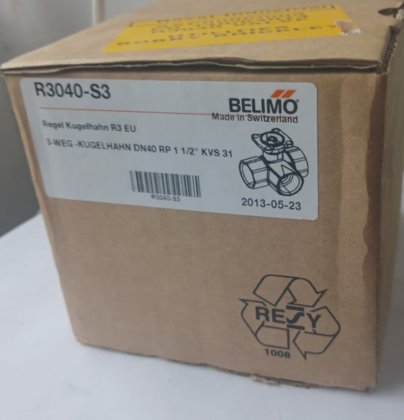 R3040-S3
BELIMO®
Made in Switzerland
Regel Kugelhahn R3 EU
3-WEG -KUGELHAHN DN40 RP 1 1/2" KVS 31
R3040-S3
2013-05-23
RESY
1008